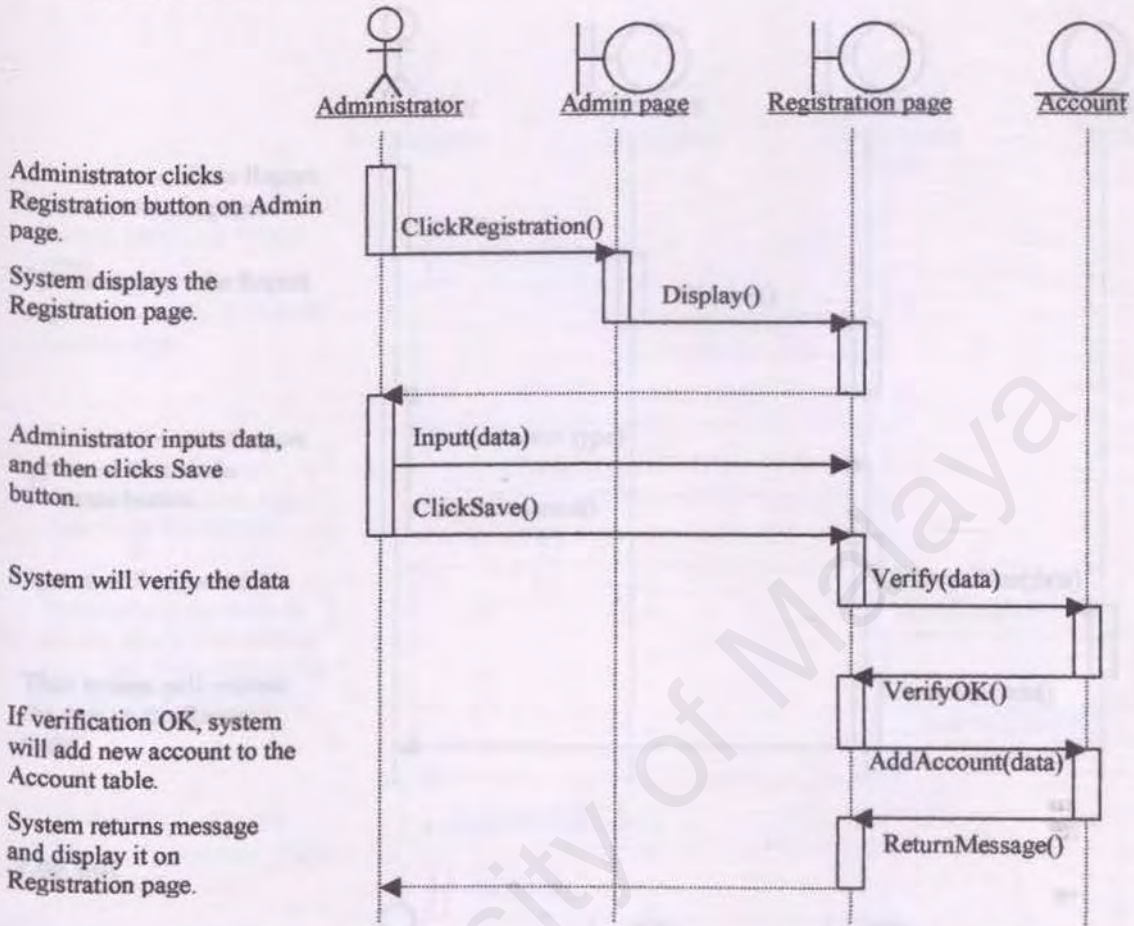 Administrator
Admin page
Registration page
Account
Administrator clicks
Registration button on Admin
page.
ClickRegistration()
System displays the
Registration page.
Display()
Administrator inputs data,
and then clicks Save
button.
Input(data)
ClickSave()
System will verify the data
Verify(data)
VerifyOK()
If verification OK, system
will add new account to the
Account table.
AddAccount(data)
System returns message
and display it on
Registration page.
ReturnMessage()
sity of Malaya